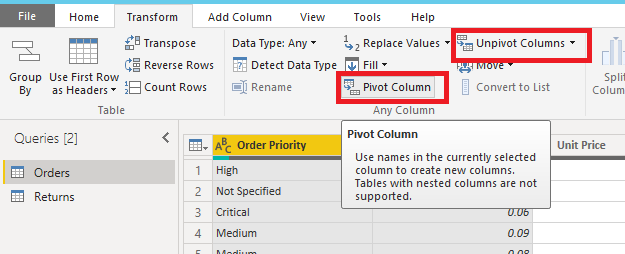 File Home Transform Add Column View Tools Help
Group By
Use First Row as Headers
Transpose
Reverse Rows
Count Rows
Table
Data Type: Any
Detect Data Type
Rename
Replace Values
Fill
Pivot Column
Unpivot Columns
Move
Convert to List
Any Column
Split
Colum
Queries [2]
Orders
Returns
ABC Order Priority
Unit Price
1 High
2 Not Specified
3 Critical 0.06
4 Medium 0.09
5 Medium 0.08
Pivot Column
Use names in the currently selected
column to create new columns.
Tables with nested columns are not
supported.